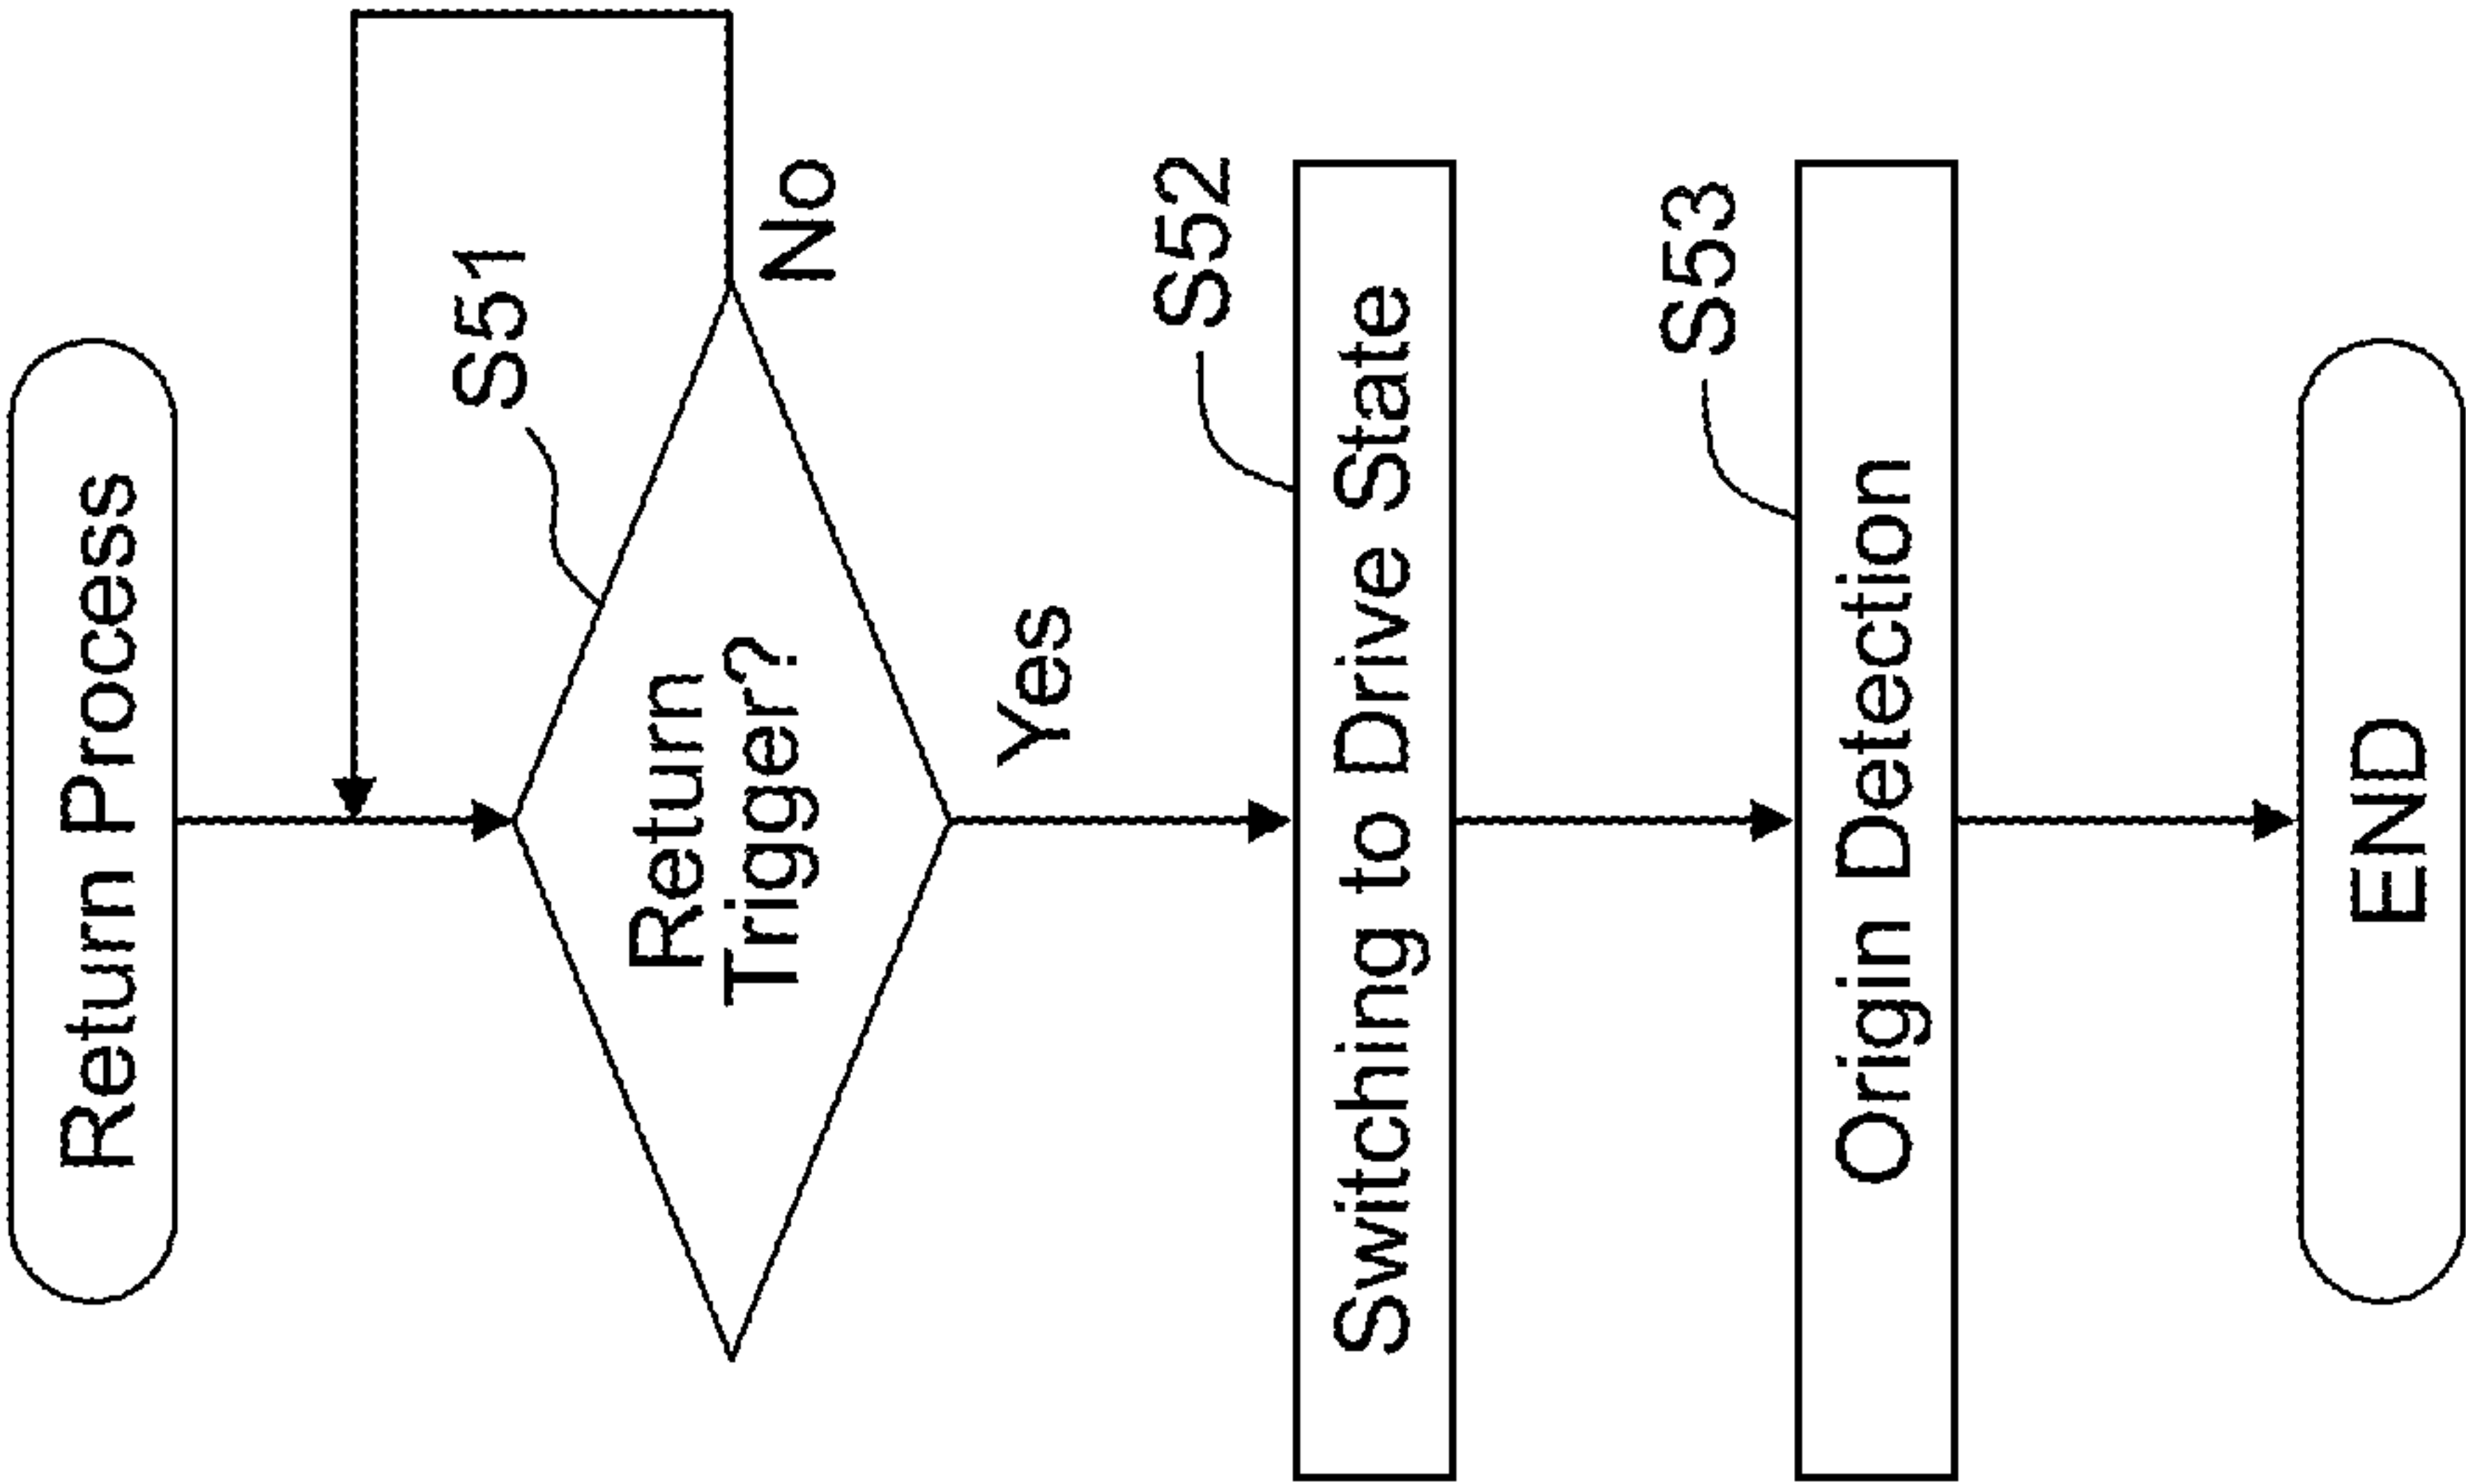 Return Process
S51
Return
Trigger?
No
Yes
S52
Switching to Drive State
S53
Origin Detection
END